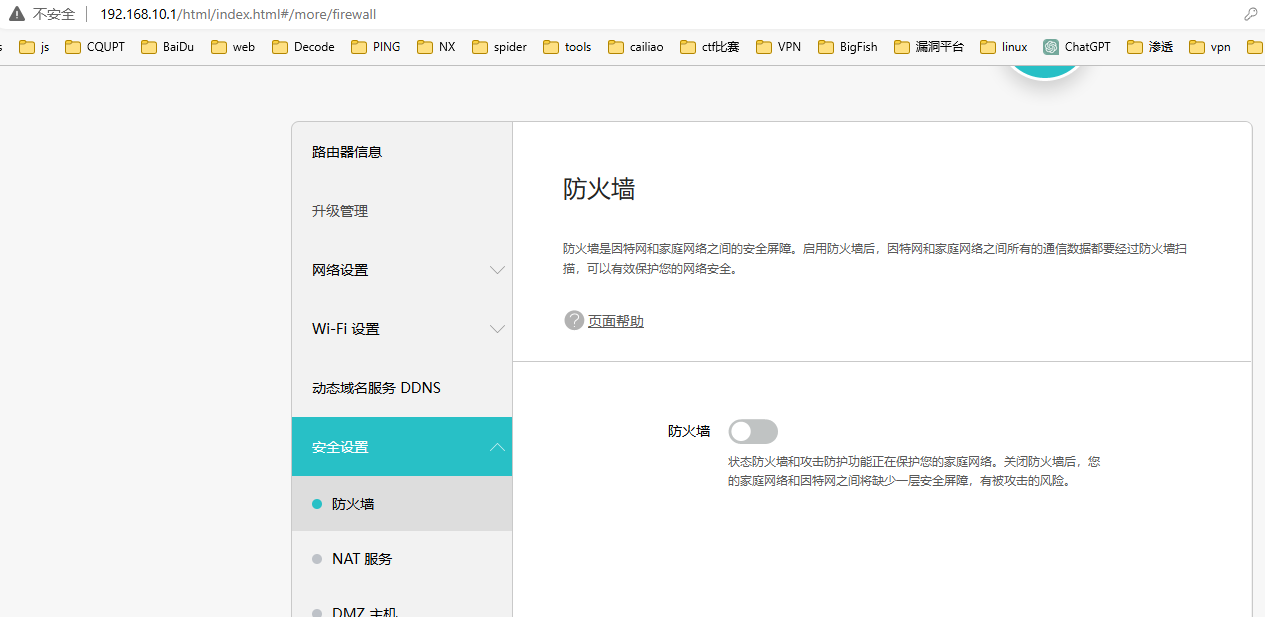 不安全 192.168.10.1/html/index.html#/more/firewall
js CQUPT BaiDu web Decode PING NX spider tools cailiao ctf比赛 VPN BigFish 漏洞平台 linux ChatGPT 渗透 vpn
路由器信息
防火墙
升级管理
防火墙是因特网和家庭网络之间的安全屏障。启用防火墙后，因特网和家庭网络之间所有的通信数据都要经过防火墙扫
描，可以有效保护您的网络安全。
网络设置
? 页面帮助
Wi-Fi 设置
动态域名服务 DDNS
防火墙
安全设置
状态防火墙和攻击防护功能正在保护您的家庭网络。关闭防火墙后，您
的家庭网络和因特网之间将缺少一层安全屏障，有被攻击的风险。
防火墙
NAT 服务
DMZ 主机